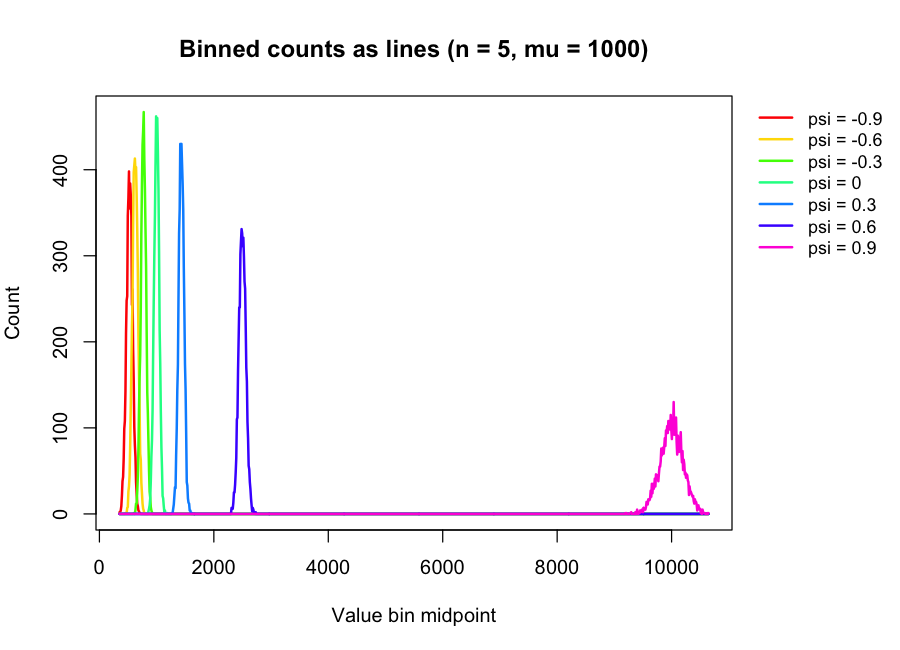 Binned counts as lines (n = 5, mu = 1000)
psi = -0.9
psi = -0.6
psi = -0.3
psi = 0
psi = 0.3
psi = 0.6
psi = 0.9
Count
400
300
200
100
0
0 2000 4000 6000 8000 10000
Value bin midpoint